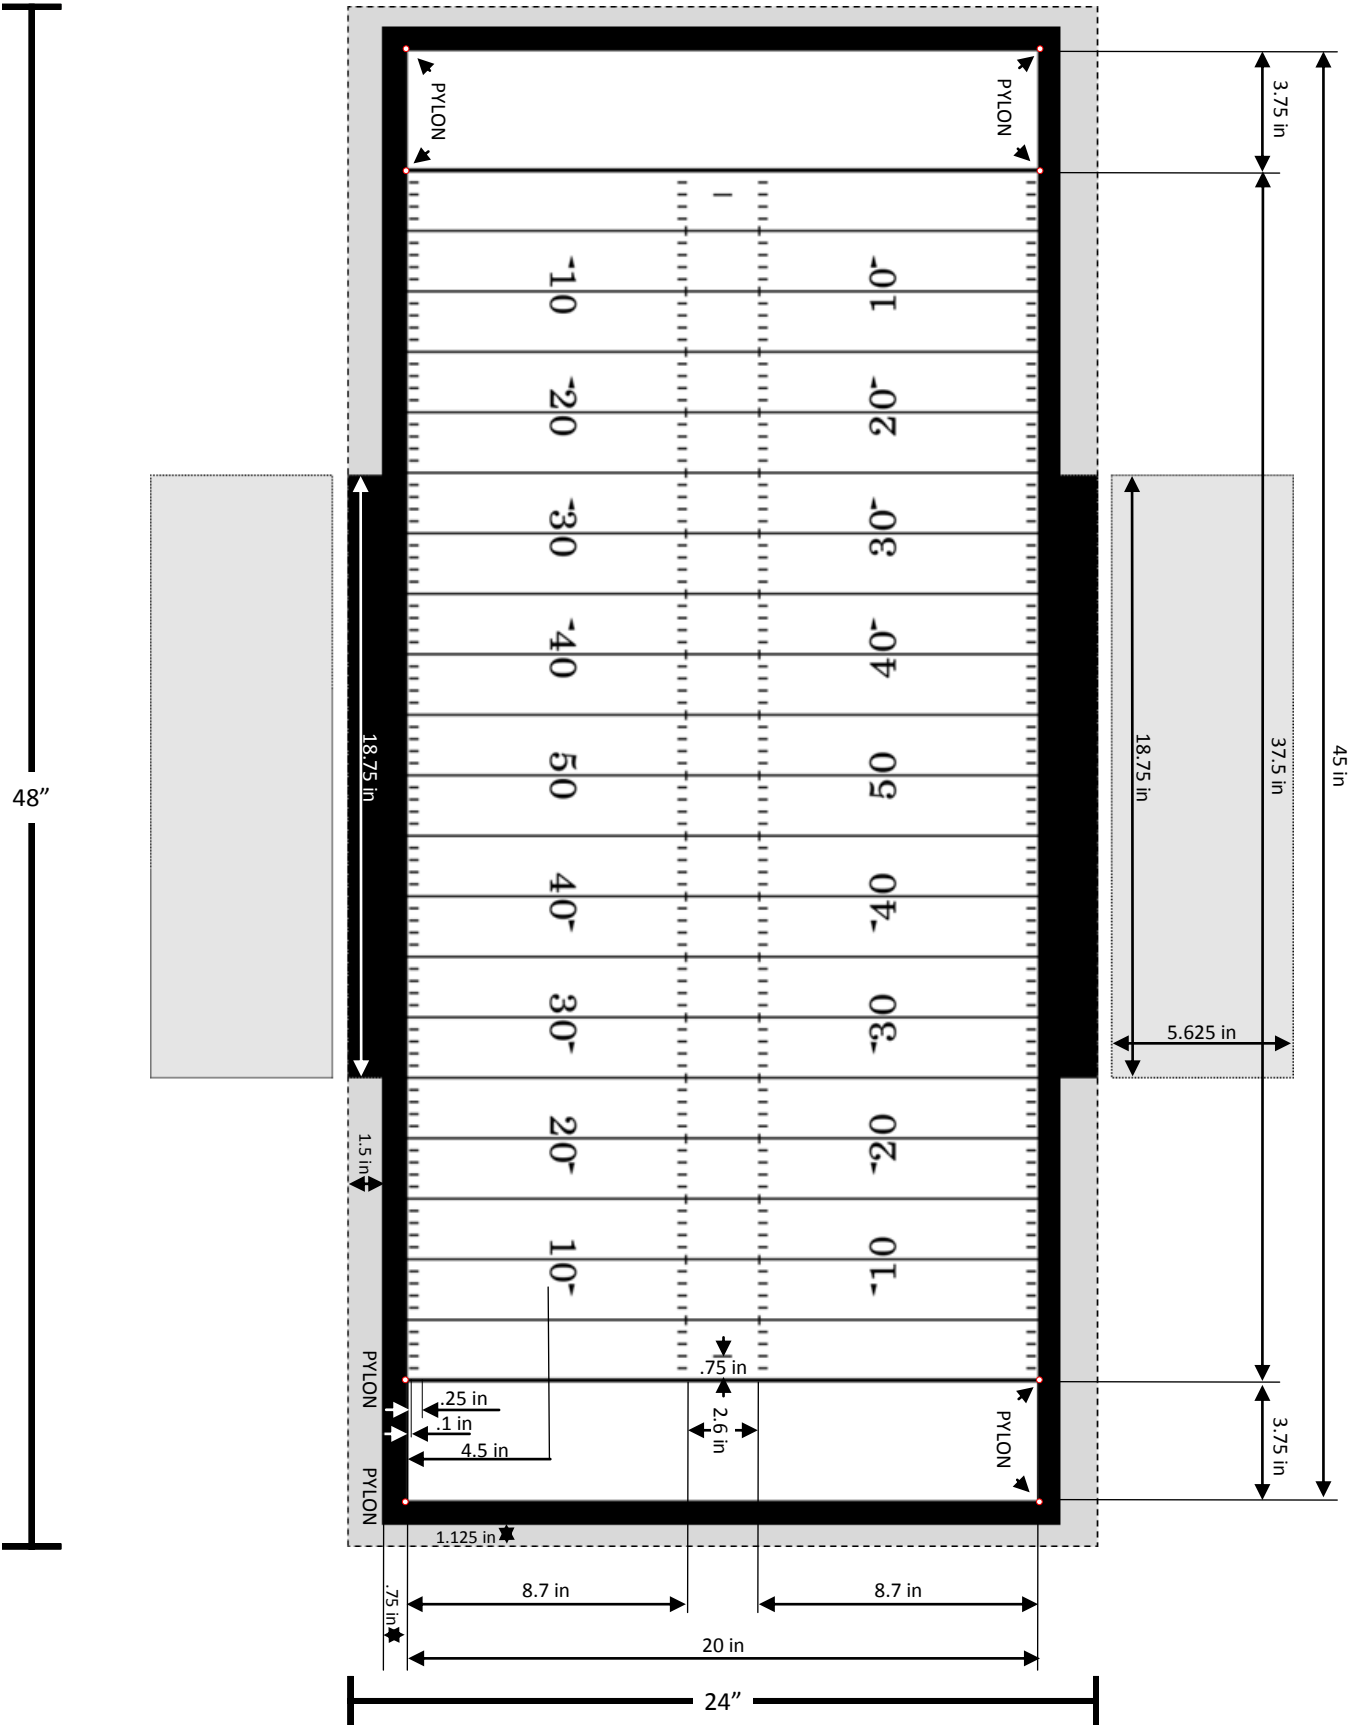 PYLON
PYLON
3.75 in
10 10
20 20
30 30
40 40
48”
18.75 in
50 50
18.75 in
37.5 in
45 in
40 40
30 30
5.625 in
20 20
1.5 in
10 10
.75 in
PYLON
.25 in
.1 in
4.5 in
2.6 in
PYLON
3.75 in
PYLON
1.125 in
.75 in
8.7 in
8.7 in
20 in
24”